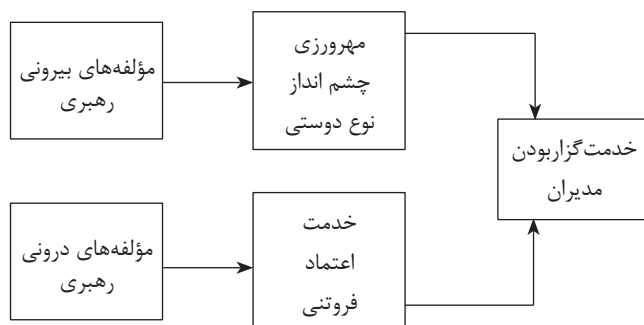 مؤلفه‌های بیرونی
رهبری
مهرورزی
چشم انداز
نوع دوستی
خدمت‌گزاربودن
مدیران
مؤلفه‌های درونی
رهبری
خدمت
اعتماد
فروتنی